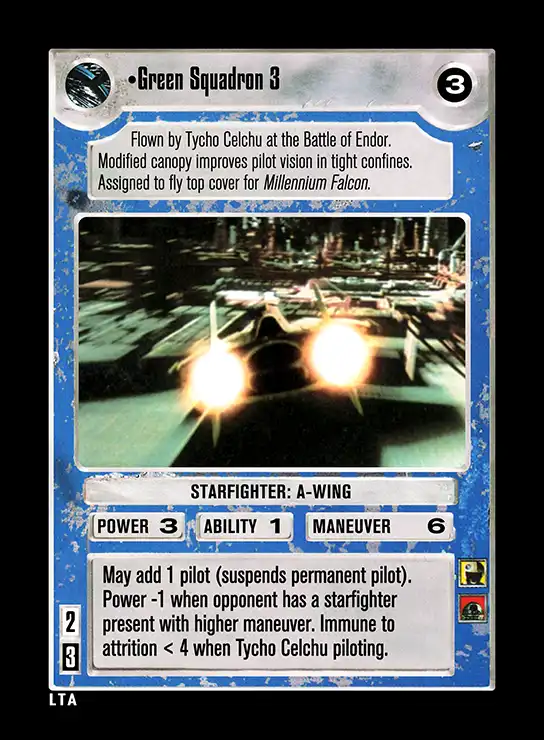 •Green Squadron 3
3
Flown by Tycho Celchu at the Battle of Endor.
Modified canopy improves pilot vision in tight confines.
Assigned to fly top cover for Millennium Falcon.
STARFIGHTER: A-WING
POWER 3 ABILITY 1 MANEUVER 6
May add 1 pilot (suspends permanent pilot).
Power -1 when opponent has a starfighter
present with higher maneuver. Immune to
attrition < 4 when Tycho Celchu piloting.
2
3
LTA